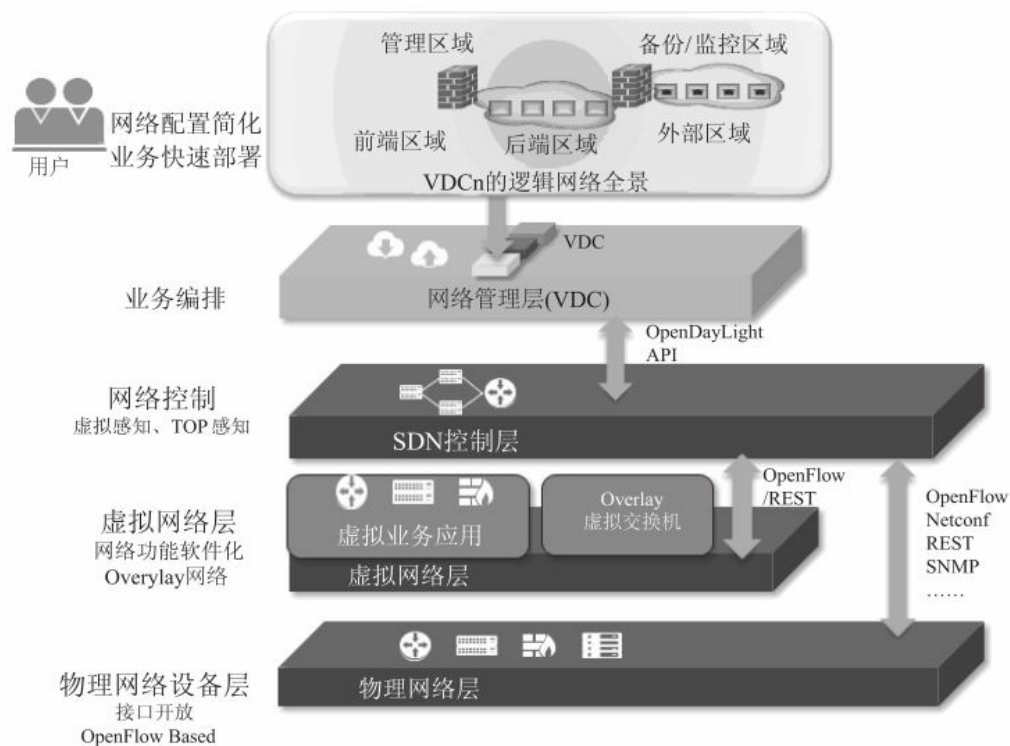 管理区域
备份/监控区域
网络配置简化
业务快速部署
用户
前端区域
后端区域
外部区域
VDCn的逻辑网络全景
VDC
业务编排
网络管理层(VDC)
OpenDayLight
API
网络控制
虚拟感知、TOP 感知
SDN控制层
OpenFlow
/REST
OpenFlow
Netconf
REST
SNMP
……
虚拟网络层
网络功能软件化
Overylay网络
虚拟业务应用
Overlay
虚拟交换机
虚拟网络层
物理网络设备层
接口开放
OpenFlow Based
物理网络层